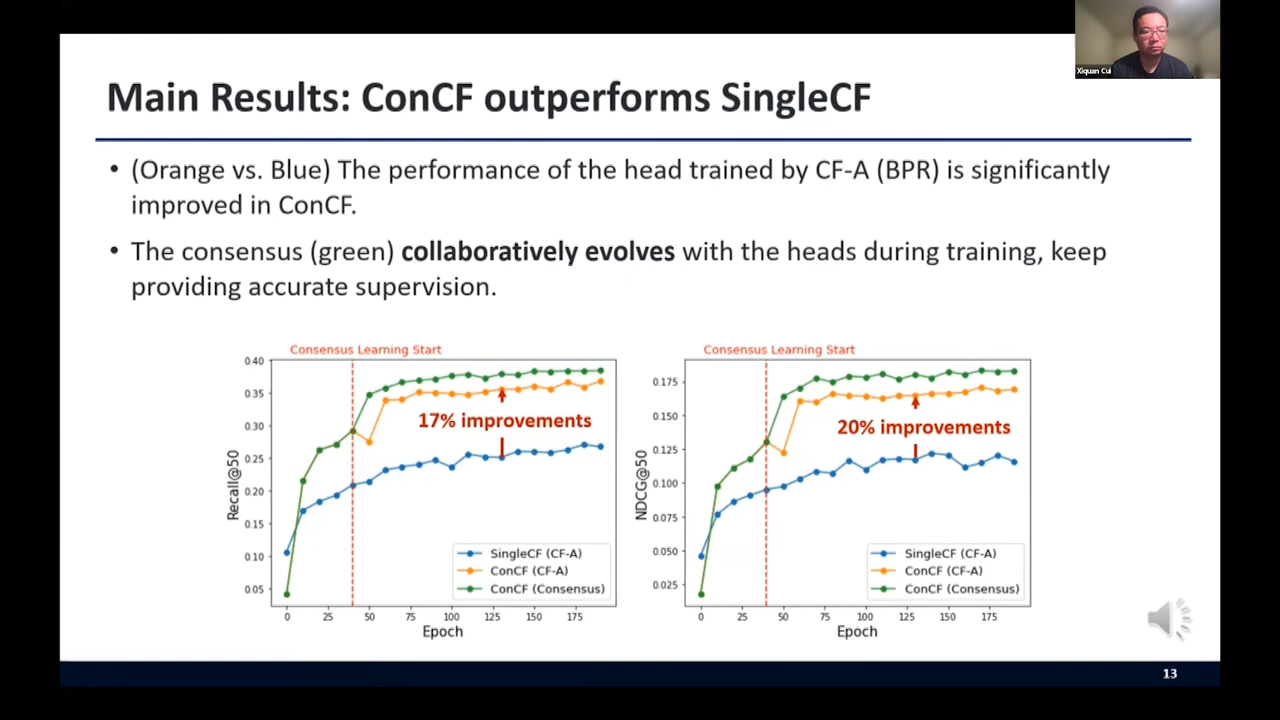 Xiquan Cui
Main Results: ConCF outperforms SingleCF
• (Orange vs. Blue) The performance of the head trained by CF-A (BPR) is significantly
improved in ConCF.
• The consensus (green) collaboratively evolves with the heads during training, keep
providing accurate supervision.
Consensus Learning Start
0.40
0.35
0.30
0.25
0.20
0.15
0.10
0.05
Recall@50
17% improvements
SingleCF (CF-A)
ConCF (CF-A)
ConCF (Consensus)
0 25 50 75 100 125 150 175
Epoch
Consensus Learning Start
0.175
0.150
0.125
0.100
0.075
0.050
0.025
NDCG@50
20% improvements
SingleCF (CF-A)
ConCF (CF-A)
ConCF (Consensus)
0 25 50 75 100 125 150 175
Epoch
13